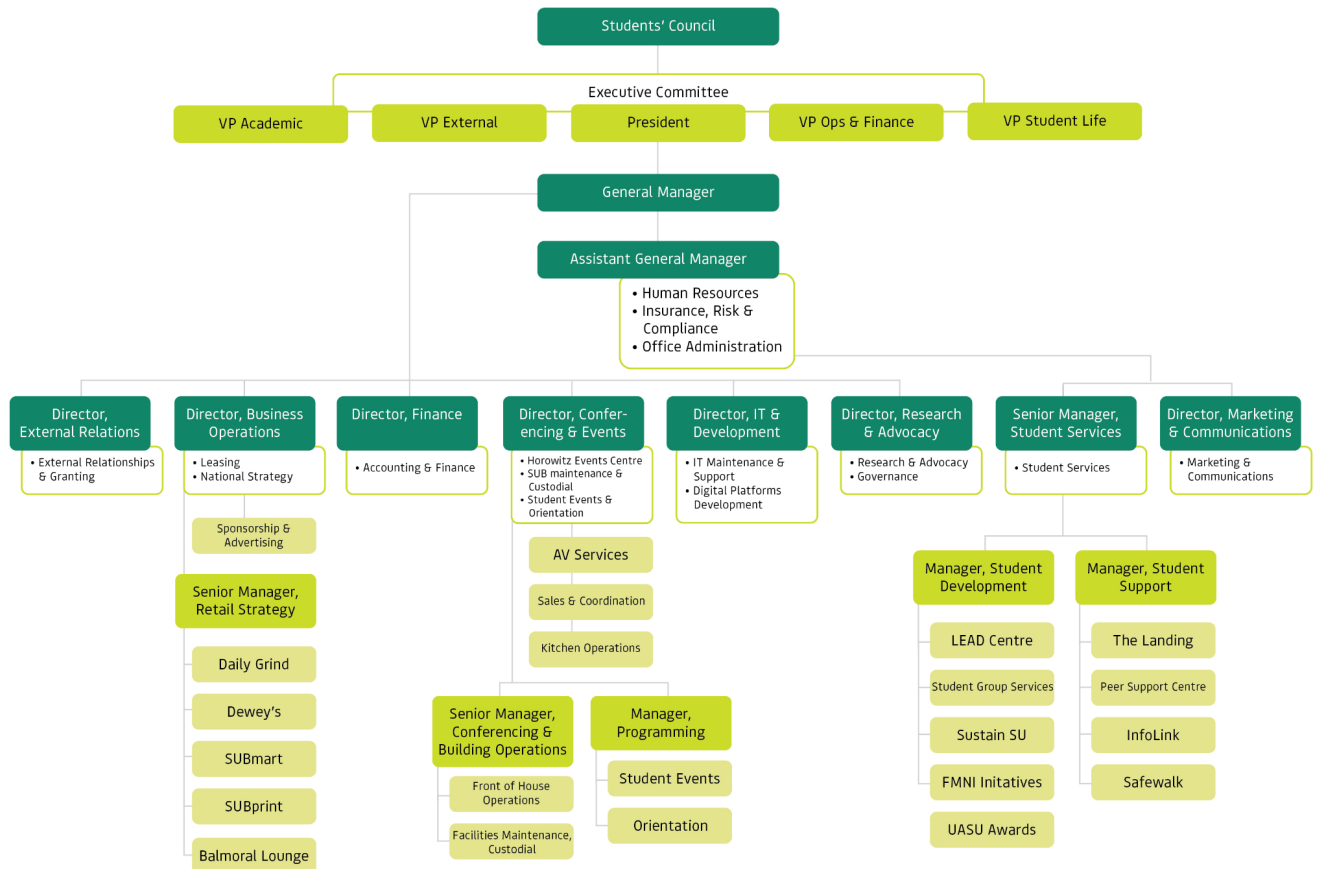 Students' Council
Executive Committee
VP Academic
VP External
President
VP Ops & Finance
VP Student Life
General Manager
Assistant General Manager
• Human Resources
• Insurance, Risk &
Compliance
• Office Administration
Director,
External Relations
• External Relationships
& Granting
Director, Business
Operations
• Leasing
• National Strategy
Sponsorship &
Advertising
Senior Manager,
Retail Strategy
Daily Grind
Dewey's
SUBmart
SUBprint
Balmoral Lounge
Director, Finance
• Accounting & Finance
Director, Confer-
encing & Events
• Horowitz Events Centre
• SUB maintenance &
Custodial
• Student Events &
Orientation
AV Services
Sales & Coordination
Kitchen Operations
Senior Manager,
Conferencing &
Building Operations
Front of House
Operations
Facilities Maintenance,
Custodial
Manager,
Programming
Student Events
Orientation
Director, IT &
Development
• IT Maintenance &
Support
• Digital Platforms
Development
Director, Research
& Advocacy
• Research & Advocacy
• Governance
Senior Manager,
Student Services
• Student Services
Manager, Student
Development
LEAD Centre
Student Group Services
Sustain SU
FMNI Initatives
UASU Awards
Manager, Student
Support
The Landing
Peer Support Centre
InfoLink
Safewalk
Director, Marketing
& Communications
• Marketing &
Communications